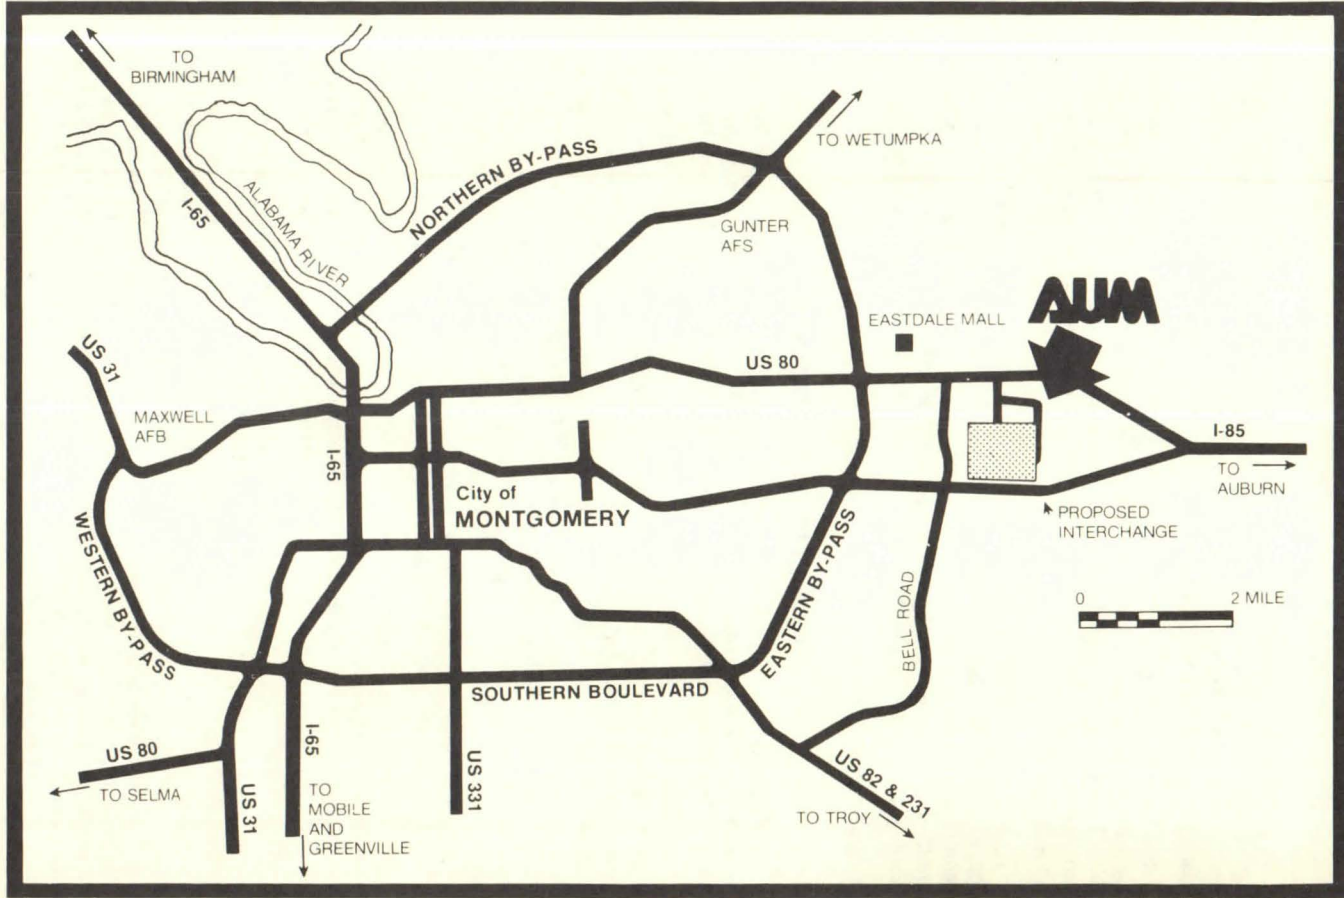 TO
BIRMINGHAM
I-65
ALABAMA RIVER
NORTHERN BY-PASS
TO WETUMPKA
GUNTER
AFS
AUM
EASTDALE MALL
US 80
US 31
MAXWELL
AFB
I-65
City of
MONTGOMERY
I-85
TO
AUBURN
PROPOSED
INTERCHANGE
WESTERN BY-PASS
EASTERN BY-PASS
BELL ROAD
0 2 MILE
SOUTHERN BOULEVARD
US 80
TO SELMA
US 31
I-65
TO
MOBILE
AND
GREENVILLE
US 331
US 82 & 231
TO TROY